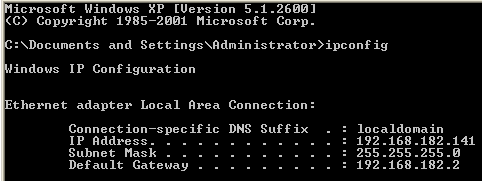 Microsoft Windows XP [Version 5.1.2600]
(C) Copyright 1985-2001 Microsoft Corp.
C:\Documents and Settings\Administrator>ipconfig
Windows IP Configuration
Ethernet adapter Local Area Connection:
Connection-specific DNS Suffix  . : localdomain
IP Address. . . . . . . . . . . . : 192.168.182.141
Subnet Mask . . . . . . . . . . . : 255.255.255.0
Default Gateway . . . . . . . . . : 192.168.182.2